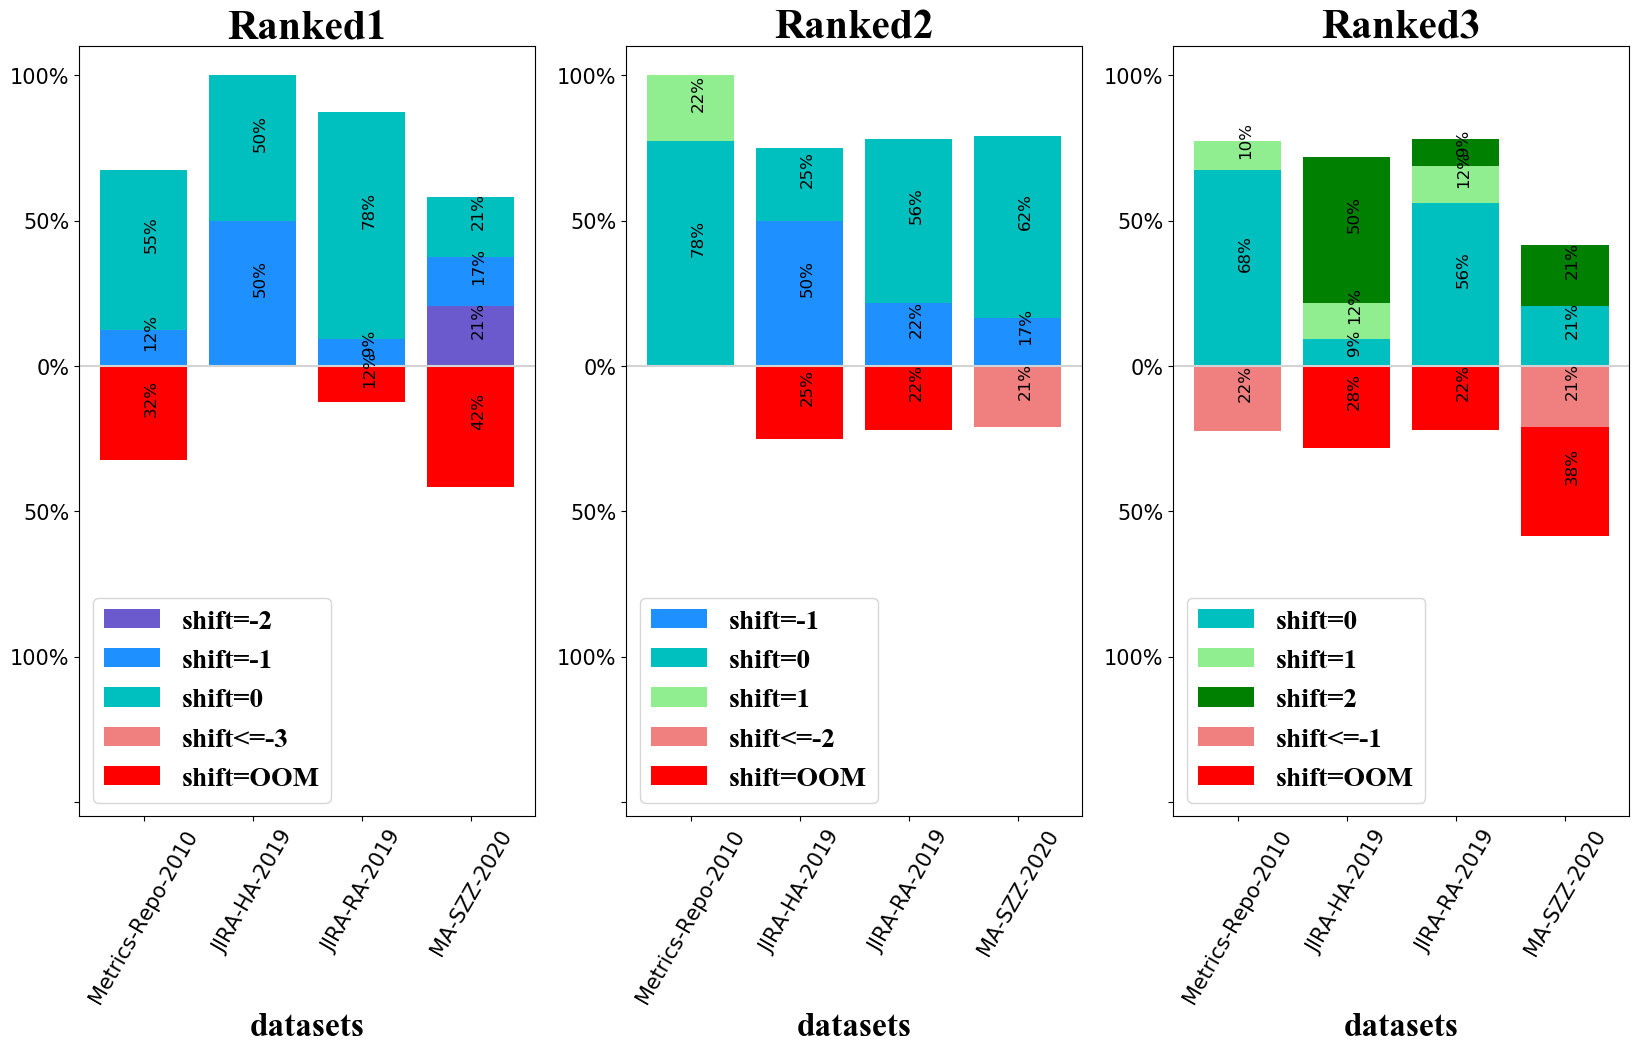 Ranked1
100%
50%
0%
50%
100%
55%
12%
32%
50%
50%
78%
9%
12%
21%
17%
21%
42%
shift=-2
shift=-1
shift=0
shift<=-3
shift=OOM
Metrics-Repo-2010
JIRA-HA-2019
JIRA-RA-2019
MA-SZZ-2020
datasets
Ranked2
100%
50%
0%
50%
100%
22%
78%
25%
50%
25%
56%
22%
22%
62%
17%
21%
shift=-1
shift=0
shift=1
shift<=-2
shift=OOM
Metrics-Repo-2010
JIRA-HA-2019
JIRA-RA-2019
MA-SZZ-2020
datasets
Ranked3
100%
50%
0%
50%
100%
10%
68%
22%
50%
12%
9%
28%
9%
12%
56%
22%
21%
21%
21%
38%
shift=0
shift=1
shift=2
shift<=-1
shift=OOM
Metrics-Repo-2010
JIRA-HA-2019
JIRA-RA-2019
MA-SZZ-2020
datasets